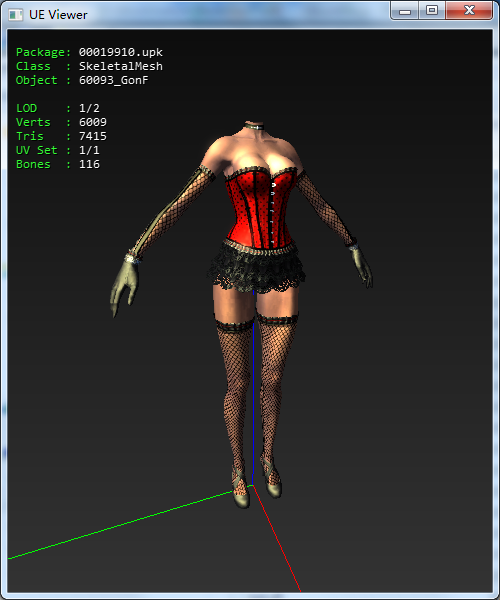 UE Viewer
Package: 00019910.upk
Class : SkeletalMesh
Object : 60093_GonF
LOD : 1/2
Verts : 6009
Tris : 7415
UV Set : 1/1
Bones : 116